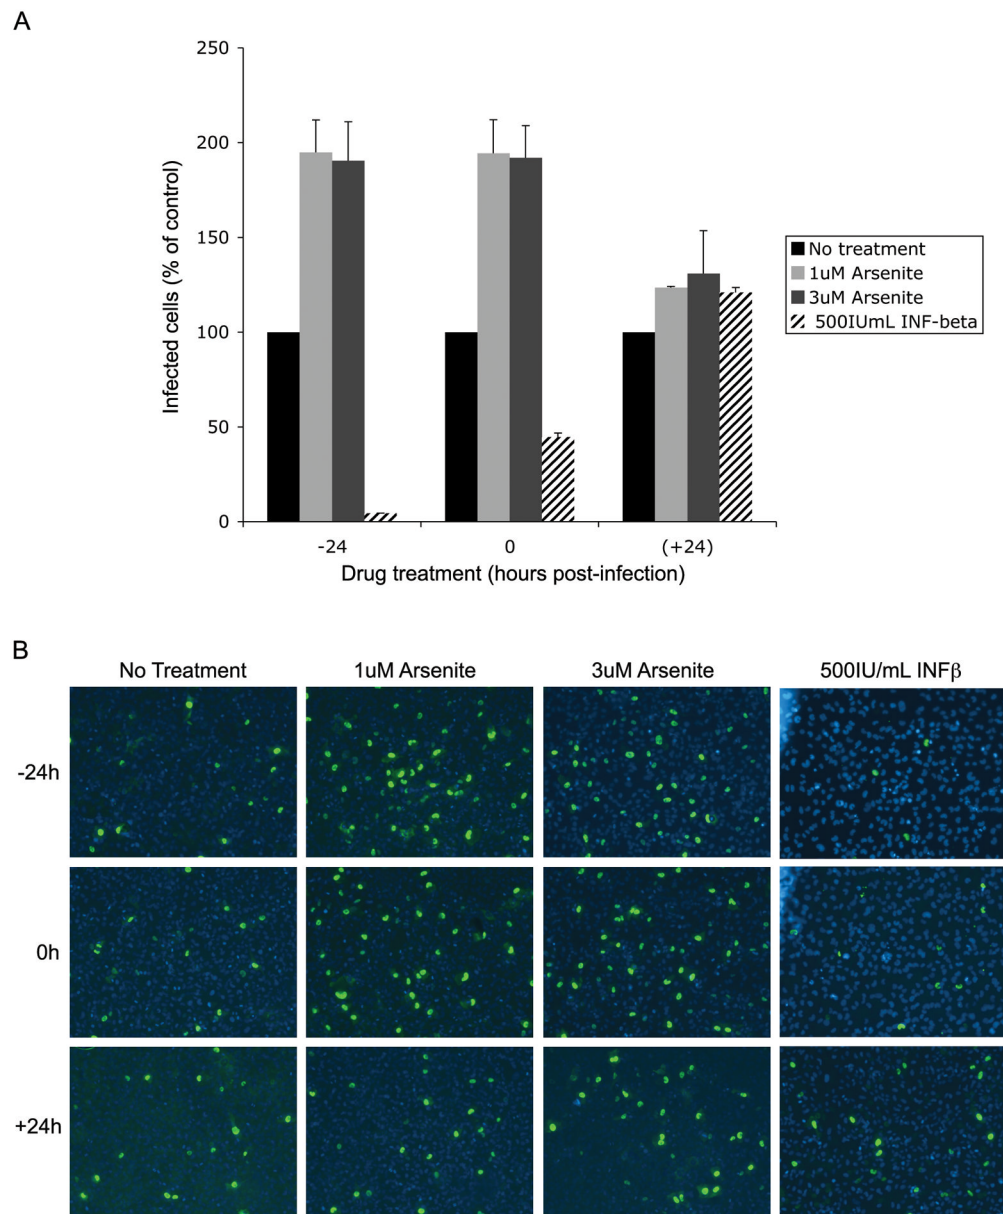 A
250
200
150
100
50
0
Infected cells (% of control)
-24
0
(+24)
Drug treatment (hours post-infection)
No treatment
1uM Arsenite
3uM Arsenite
500IUmL INF-beta
B
No Treatment
1uM Arsenite
3uM Arsenite
500IU/mL INFβ
-24h
0h
+24h